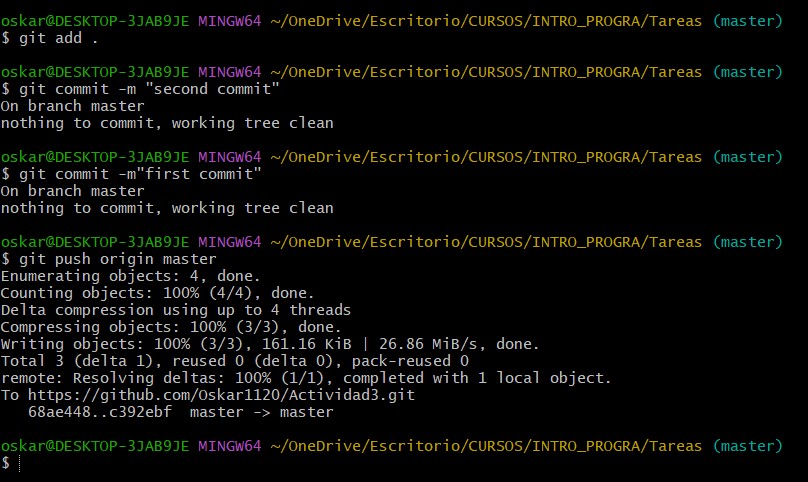 oskar@DESKTOP-3JAB9JE MINGW64 ~/OneDrive/Escritorio/CURSOS/INTRO_PROGRA/Tareas (master)
$ git add .
oskar@DESKTOP-3JAB9JE MINGW64 ~/OneDrive/Escritorio/CURSOS/INTRO_PROGRA/Tareas (master)
$ git commit -m "second commit"
On branch master
nothing to commit, working tree clean
oskar@DESKTOP-3JAB9JE MINGW64 ~/OneDrive/Escritorio/CURSOS/INTRO_PROGRA/Tareas (master)
$ git commit -m"first commit"
On branch master
nothing to commit, working tree clean
oskar@DESKTOP-3JAB9JE MINGW64 ~/OneDrive/Escritorio/CURSOS/INTRO_PROGRA/Tareas (master)
$ git push origin master
Enumerating objects: 4, done.
Counting objects: 100% (4/4), done.
Delta compression using up to 4 threads
Compressing objects: 100% (3/3), done.
Writing objects: 100% (3/3), 161.16 KiB | 26.86 MiB/s, done.
Total 3 (delta 1), reused 0 (delta 0), pack-reused 0
remote: Resolving deltas: 100% (1/1), completed with 1 local object.
To https://github.com/Oskar1120/Actividad3.git
   68ae448..c392ebf  master -> master
oskar@DESKTOP-3JAB9JE MINGW64 ~/OneDrive/Escritorio/CURSOS/INTRO_PROGRA/Tareas (master)
$